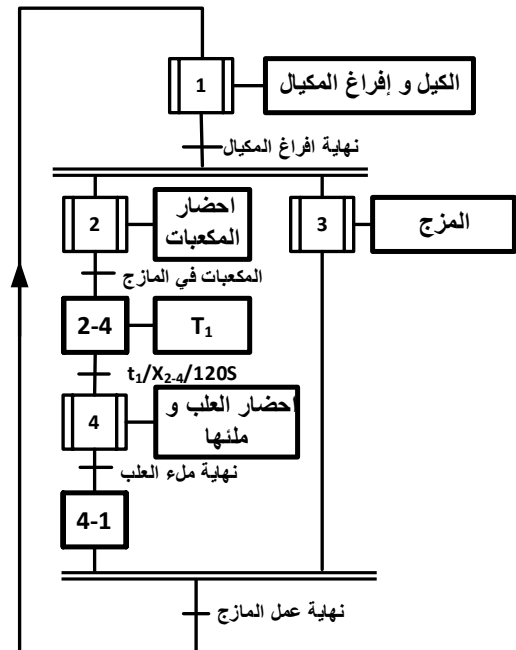 1
الكيل و إفراغ المكيال
نهاية افراغ المكيال
2
احضار
المكعبات
3
المزج
المكعبات في المازج
2-4
T₁
t₁/X₂₋₄/120S
4
احضار العلب و
ملئها
نهاية ملء العلب
4-1
نهاية عمل المازج